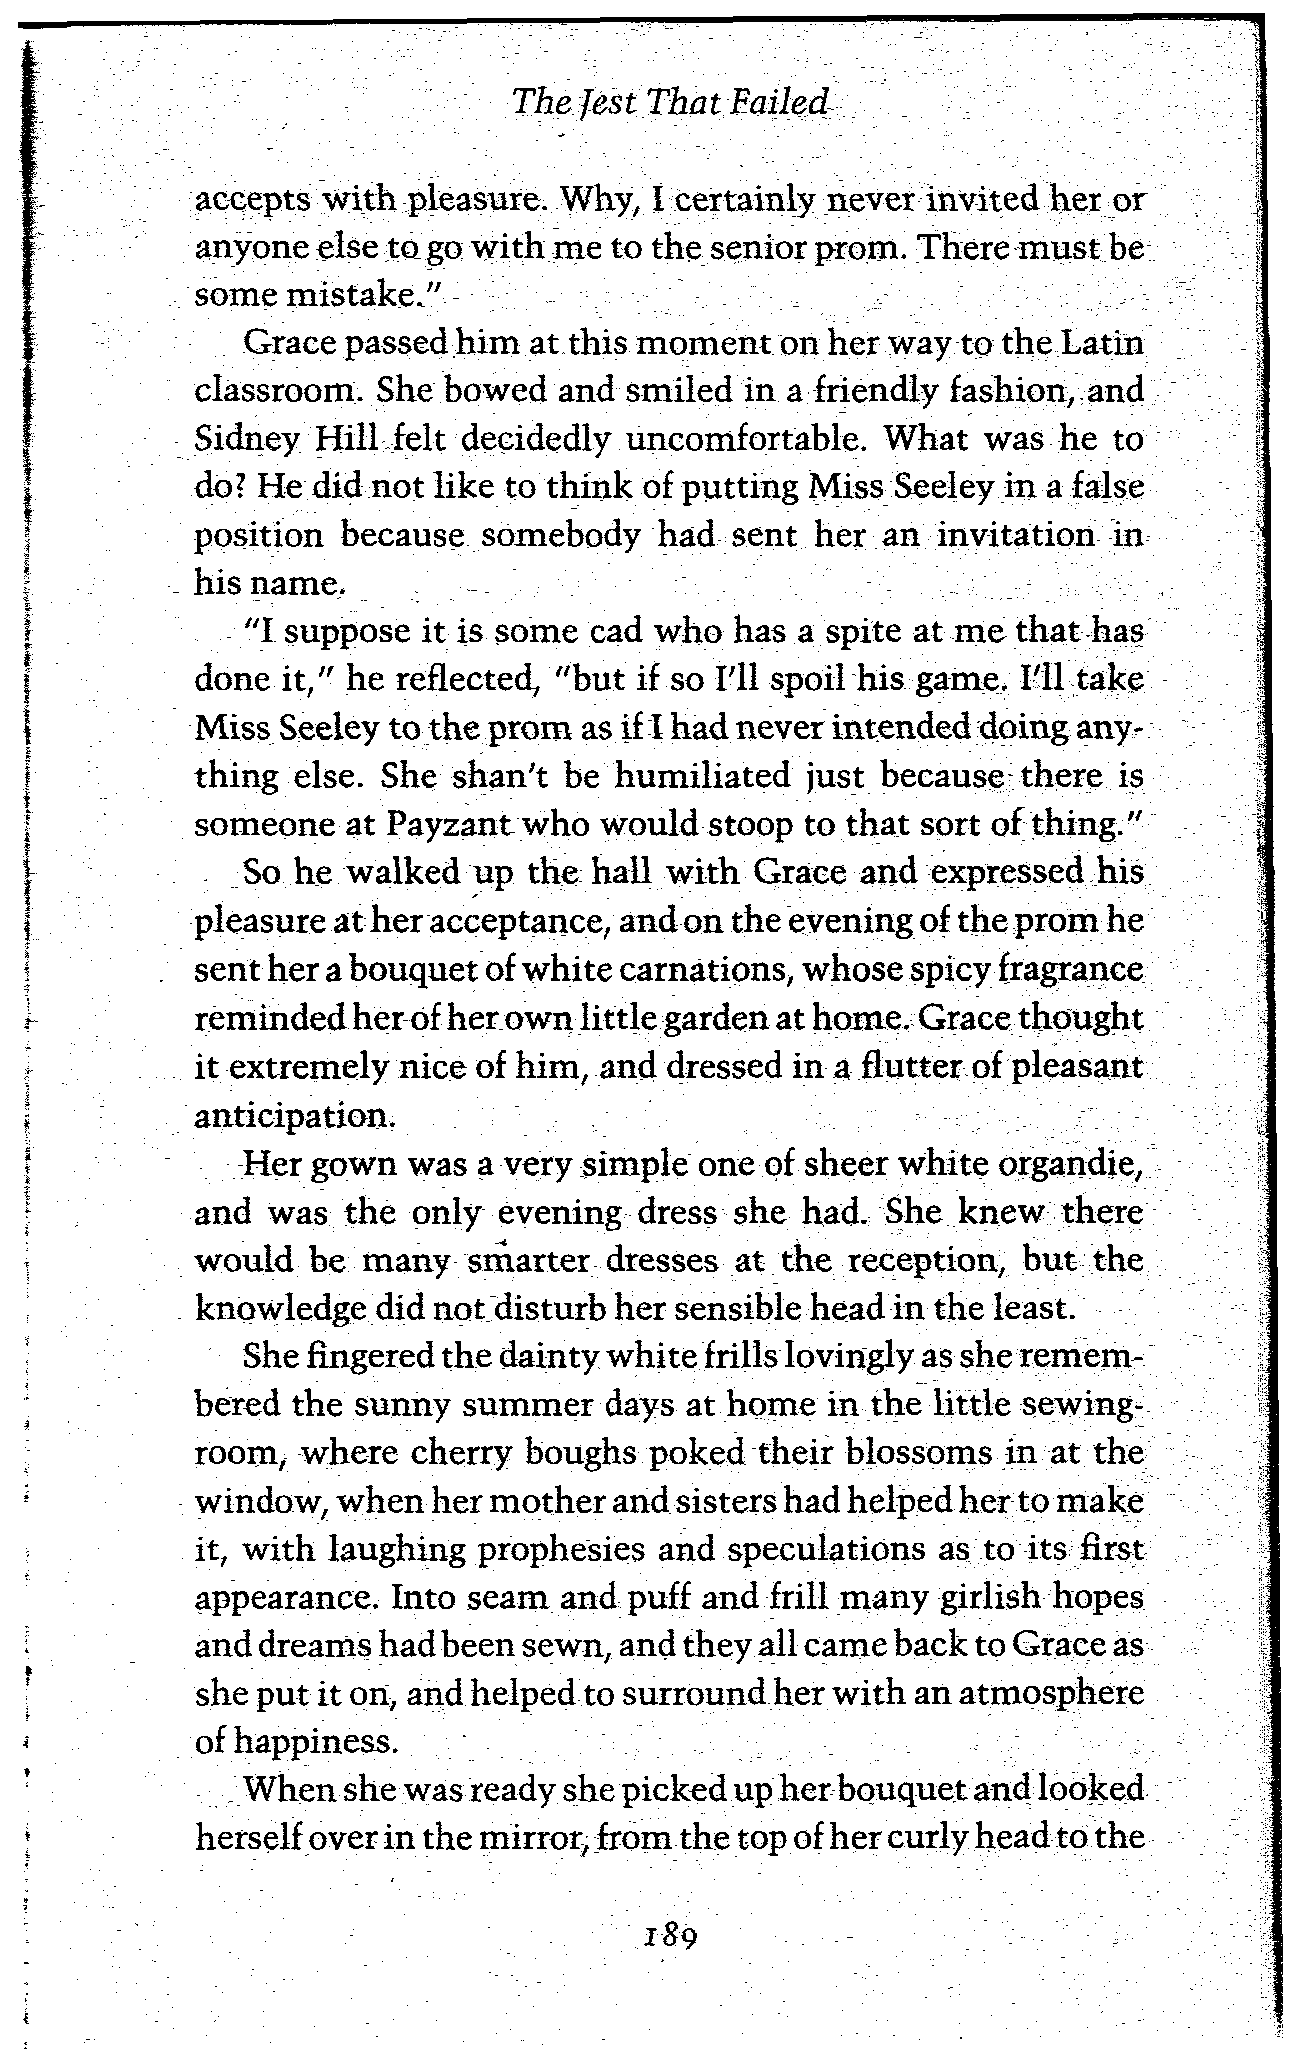 The Jest That Failed
accepts with pleasure. Why, I certainly never invited her or
anyone else to go with me to the senior prom. There must be
some mistake."
Grace passed him at this moment on her way to the Latin
classroom. She bowed and smiled in a friendly fashion, and
Sidney Hill felt decidedly uncomfortable. What was he to
do? He did not like to think of putting Miss Seeley in a false
position because somebody had sent her an invitation in
his name.
"I suppose it is some cad who has a spite at me that has
done it," he reflected, "but if so I'll spoil his game. I'll take
Miss Seeley to the prom as if I had never intended doing any-
thing else. She shan't be humiliated just because there is
someone at Payzant who would stoop to that sort of thing."
So he walked up the hall with Grace and expressed his
pleasure at her acceptance, and on the evening of the prom he
sent her a bouquet of white carnations, whose spicy fragrance
reminded her of her own little garden at home. Grace thought
it extremely nice of him, and dressed in a flutter of pleasant
anticipation.
Her gown was a very simple one of sheer white organdie,
and was the only evening dress she had. She knew there
would be many smarter dresses at the reception, but the
knowledge did not disturb her sensible head in the least.
She fingered the dainty white frills lovingly as she remem-
bered the sunny summer days at home in the little sewing-
room, where cherry boughs poked their blossoms in at the
window, when her mother and sisters had helped her to make
it, with laughing prophesies and speculations as to its first
appearance. Into seam and puff and frill many girlish hopes
and dreams had been sewn, and they all came back to Grace as
she put it on, and helped to surround her with an atmosphere
of happiness.
When she was ready she picked up her bouquet and looked
herself over in the mirror, from the top of her curly head to the
189